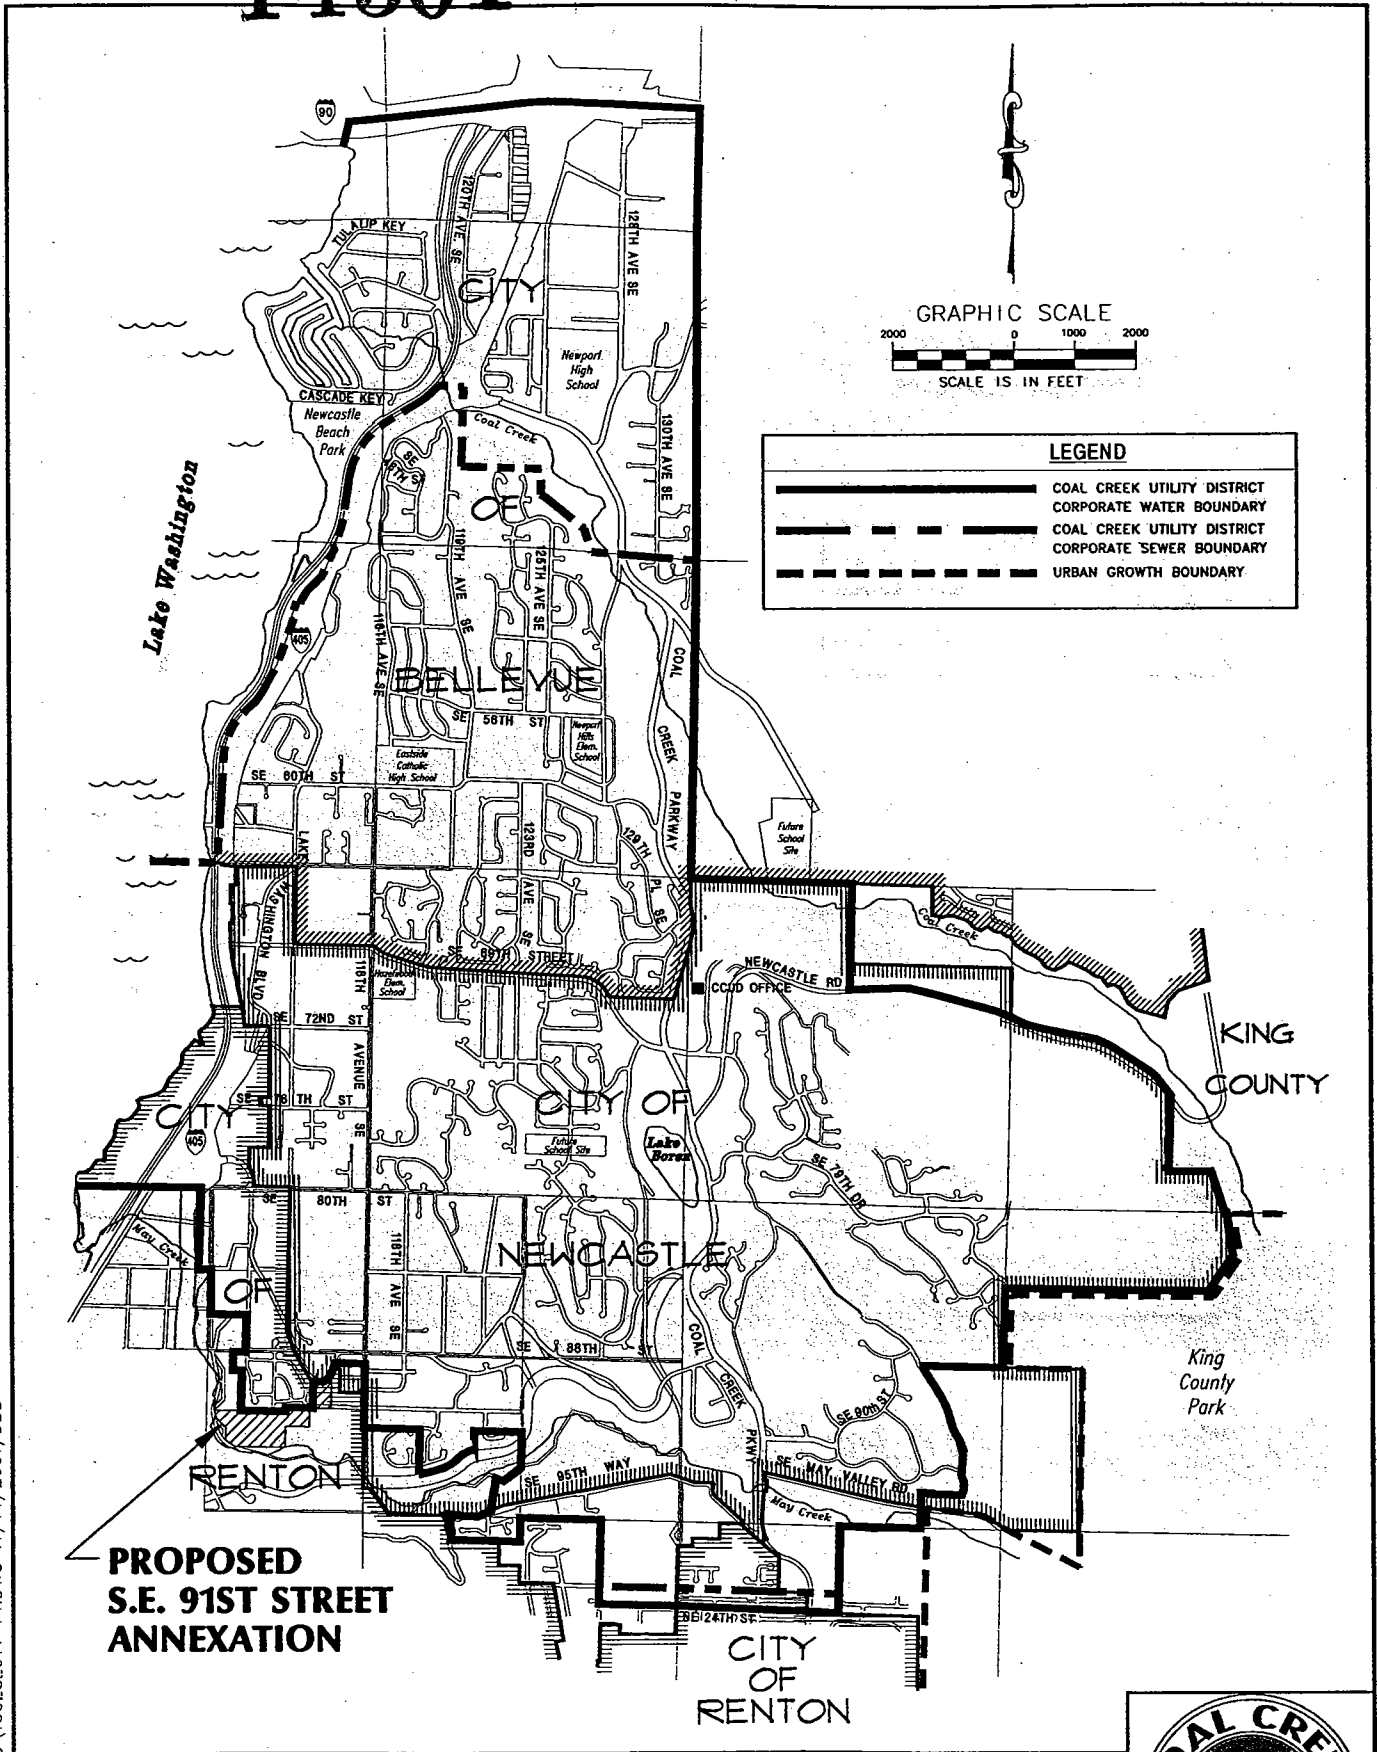 90
TULALIP KEY
120TH AVE SE
128TH AVE SE
CITY
GRAPHIC SCALE
2000 0 1000 2000
SCALE IS IN FEET
Newport
High
School
CASCADE KEY
Newcastle
Beach
Park
Coal Creek
130TH AVE SE
LEGEND
COAL CREEK UTILITY DISTRICT
CORPORATE WATER BOUNDARY
COAL CREEK UTILITY DISTRICT
CORPORATE SEWER BOUNDARY
URBAN GROWTH BOUNDARY
Lake Washington
OF
119TH AVE SE
125TH AVE SE
405
116TH AVE SE
BELLEVUE
COAL CREEK PARKWAY
SE 56TH ST
Newport
Hills
Elem.
School
Eastside
Catholic
High School
SE 60TH ST
LAKE WASHINGTON BLVD
123RD AVE SE
129TH PL SE
Future
School
Site
Coal Creek
SE 69TH STREET
Hazelwood
Elem.
School
116TH AVENUE SE
NEWCASTLE RD
CCUD OFFICE
SE 72ND ST
KING
COUNTY
CITY
405
SE 76TH ST
CITY OF
Future
School Site
Lake
Boren
SE 79TH DR
SE 80TH ST
May Creek
118TH AVE SE
NEWCASTLE
OF
SE 88TH ST
COAL CREEK PKWY
King
County
Park
SE 90th ST
RENTON
SE 95TH WAY
SE MAY VALLEY RD
May Creek
PROPOSED
S.E. 91ST STREET
ANNEXATION
NE 24TH ST
CITY
OF
RENTON